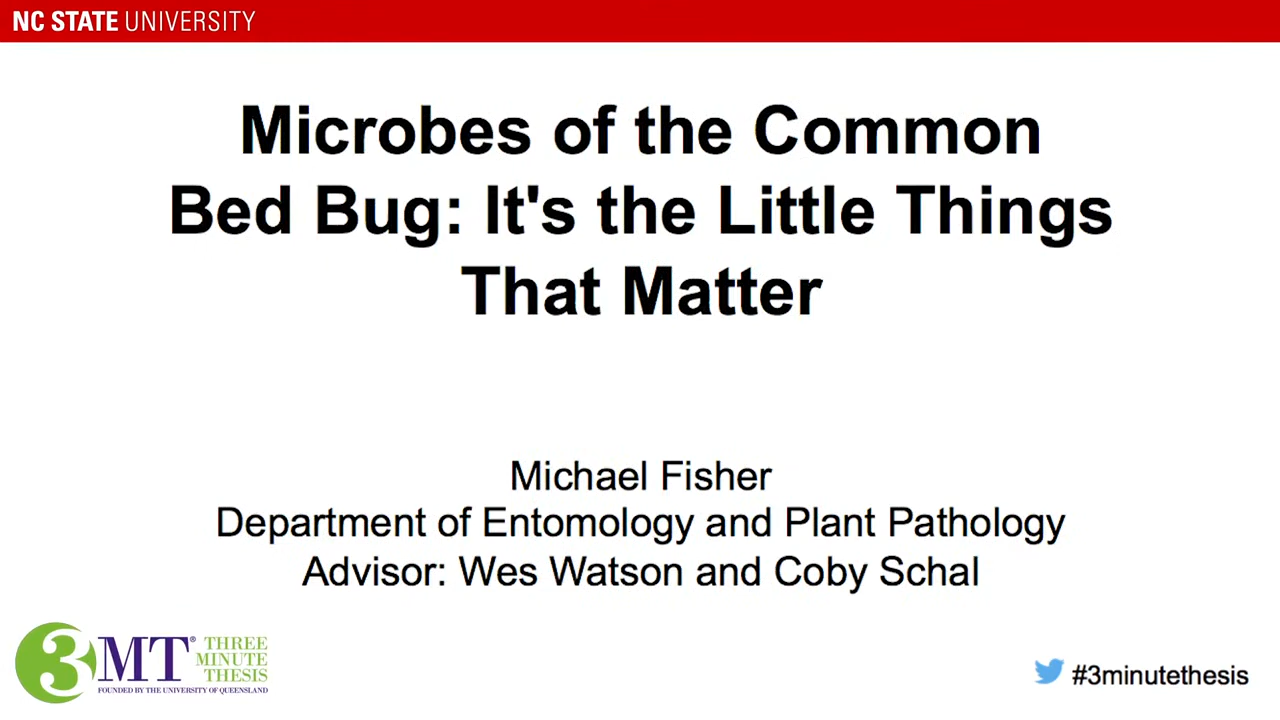 NC STATE UNIVERSITY
Microbes of the Common
Bed Bug: It's the Little Things
That Matter
Michael Fisher
Department of Entomology and Plant Pathology
Advisor: Wes Watson and Coby Schal
3MT® THREE
MINUTE
THESIS
FOUNDED BY THE UNIVERSITY OF QUEENSLAND
#3minutethesis